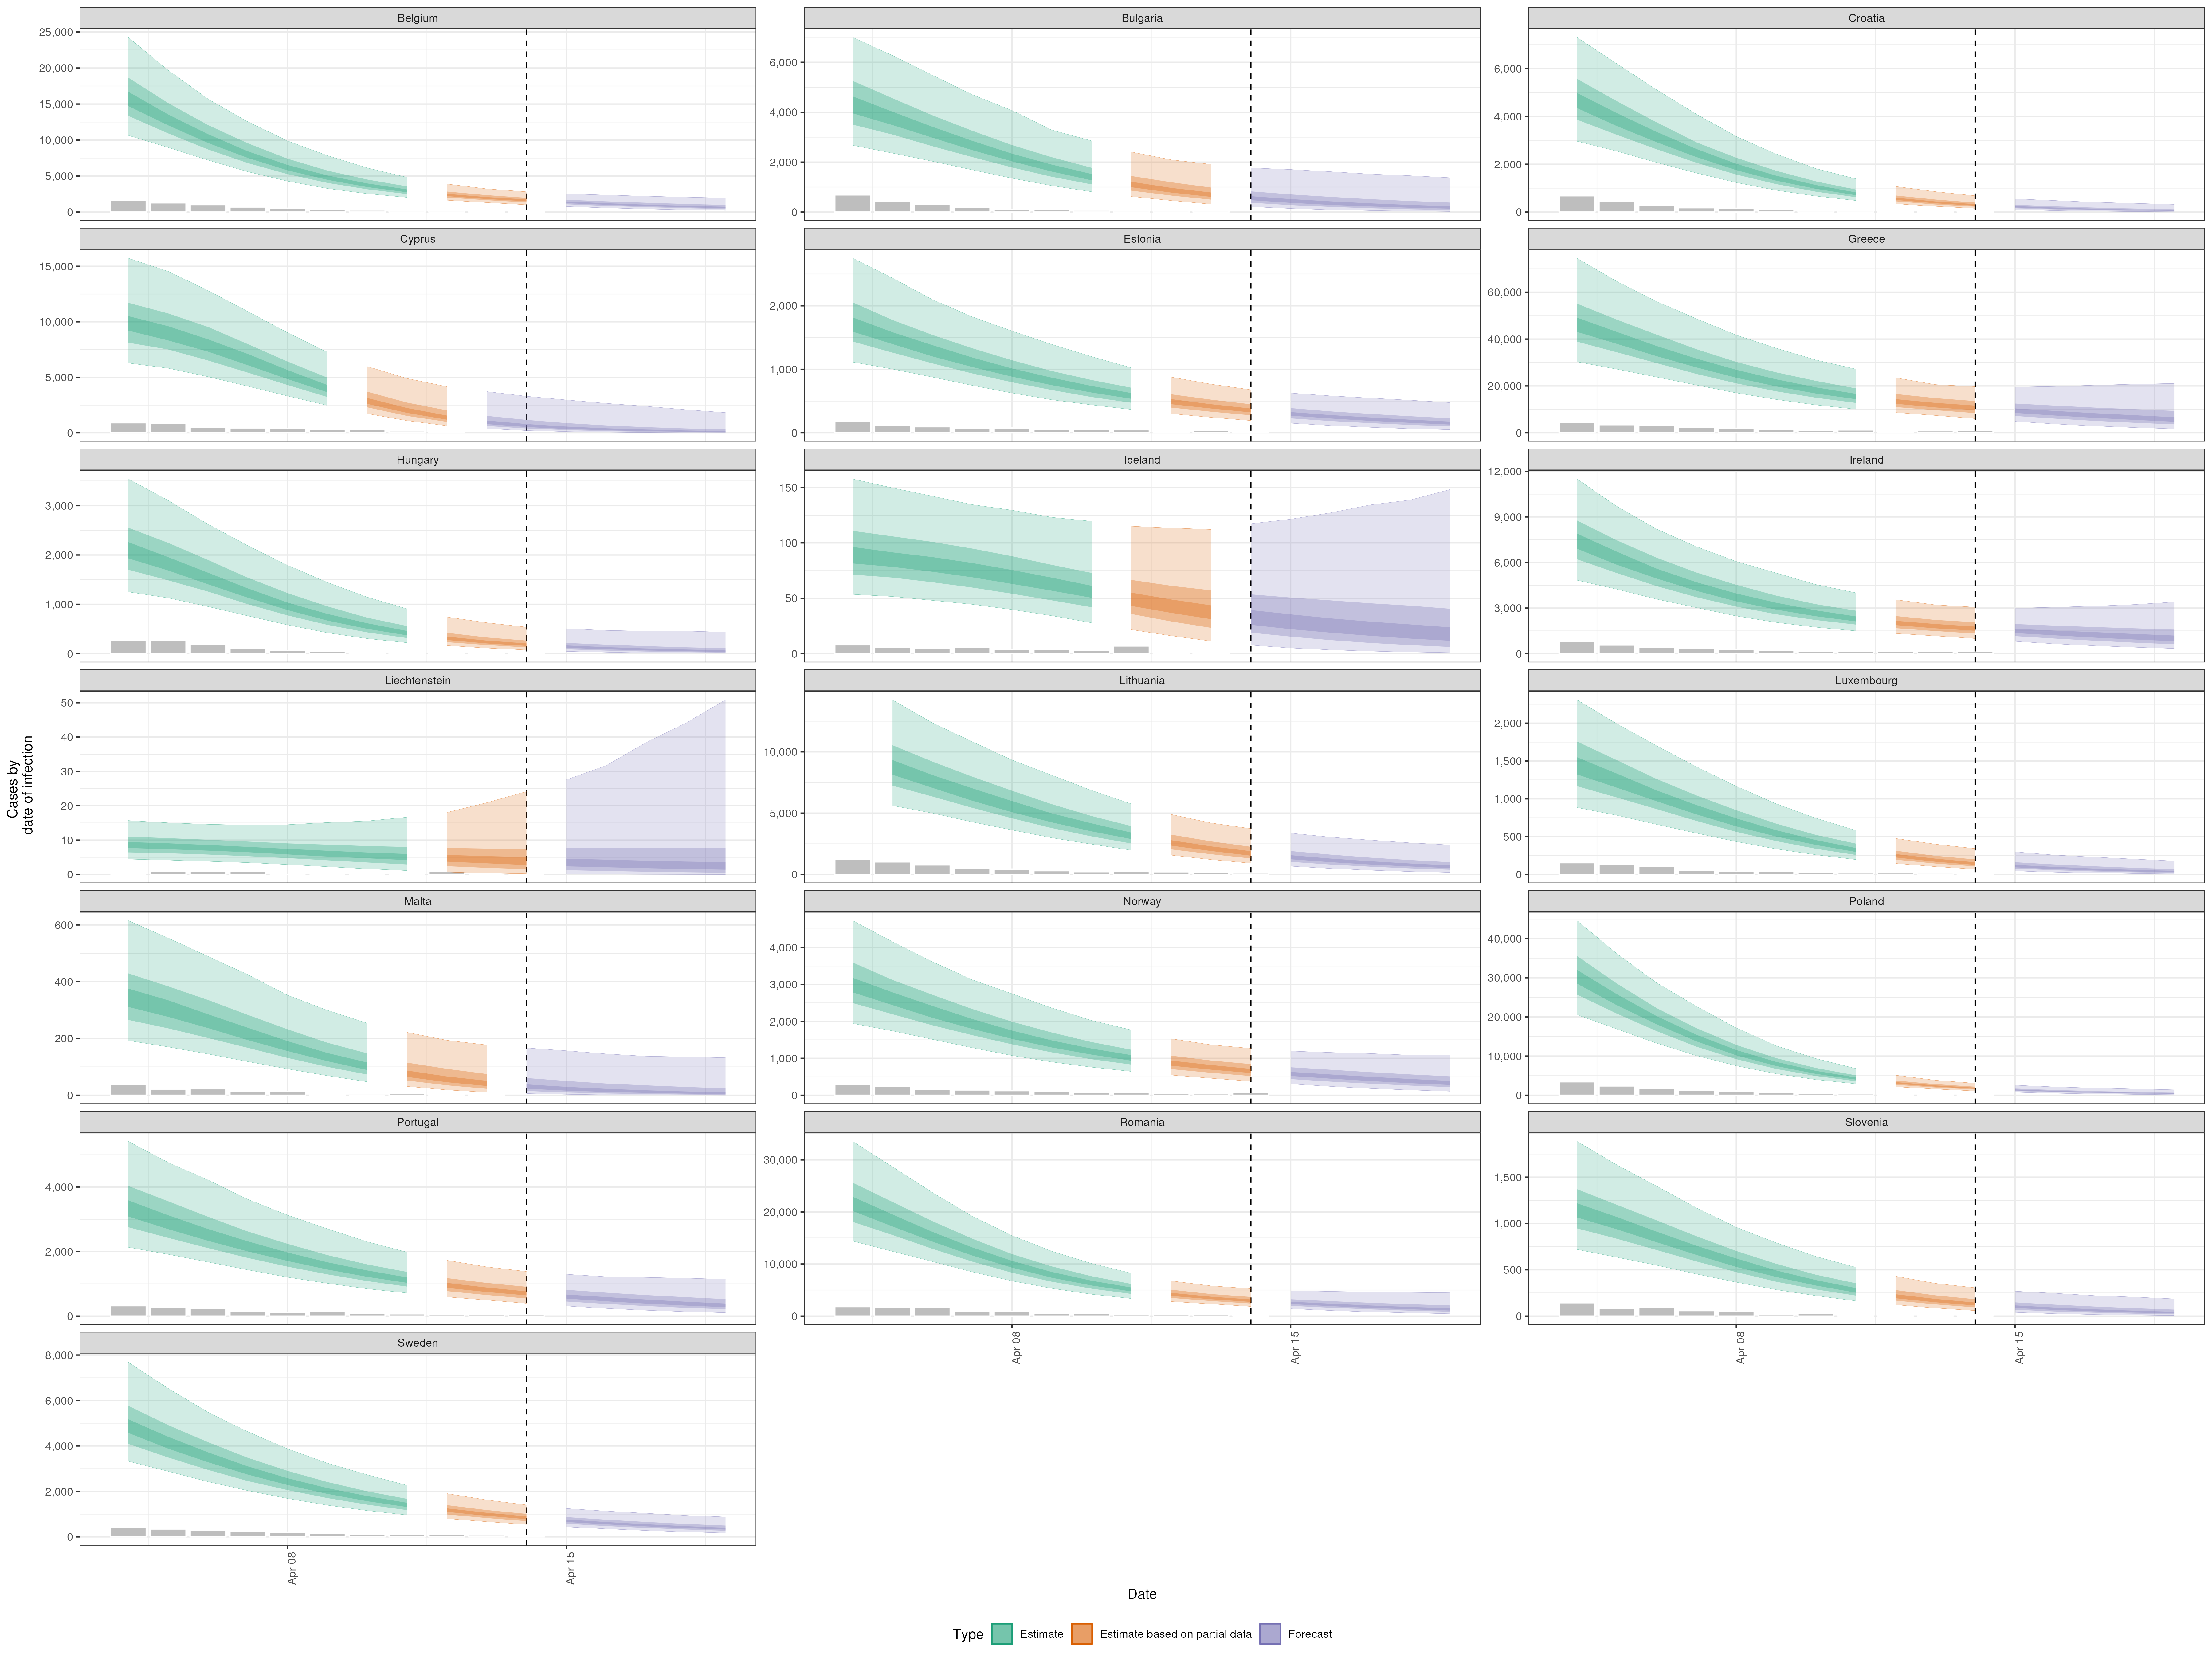 Cases by
date of infection
Belgium
25,000
20,000
15,000
10,000
5,000
0
Bulgaria
6,000
4,000
2,000
0
Croatia
6,000
4,000
2,000
0
Cyprus
15,000
10,000
5,000
0
Estonia
2,000
1,000
0
Greece
60,000
40,000
20,000
0
Hungary
3,000
2,000
1,000
0
Iceland
150
100
50
0
Ireland
12,000
9,000
6,000
3,000
0
Liechtenstein
50
40
30
20
10
0
Lithuania
10,000
5,000
0
Luxembourg
2,000
1,500
1,000
500
0
Malta
600
400
200
0
Norway
4,000
3,000
2,000
1,000
0
Poland
40,000
30,000
20,000
10,000
0
Portugal
4,000
2,000
0
Romania
30,000
20,000
10,000
0
Apr 08
Apr 15
Slovenia
1,500
1,000
500
0
Apr 08
Apr 15
Sweden
8,000
6,000
4,000
2,000
0
Apr 08
Apr 15
Date
Type Estimate Estimate based on partial data Forecast